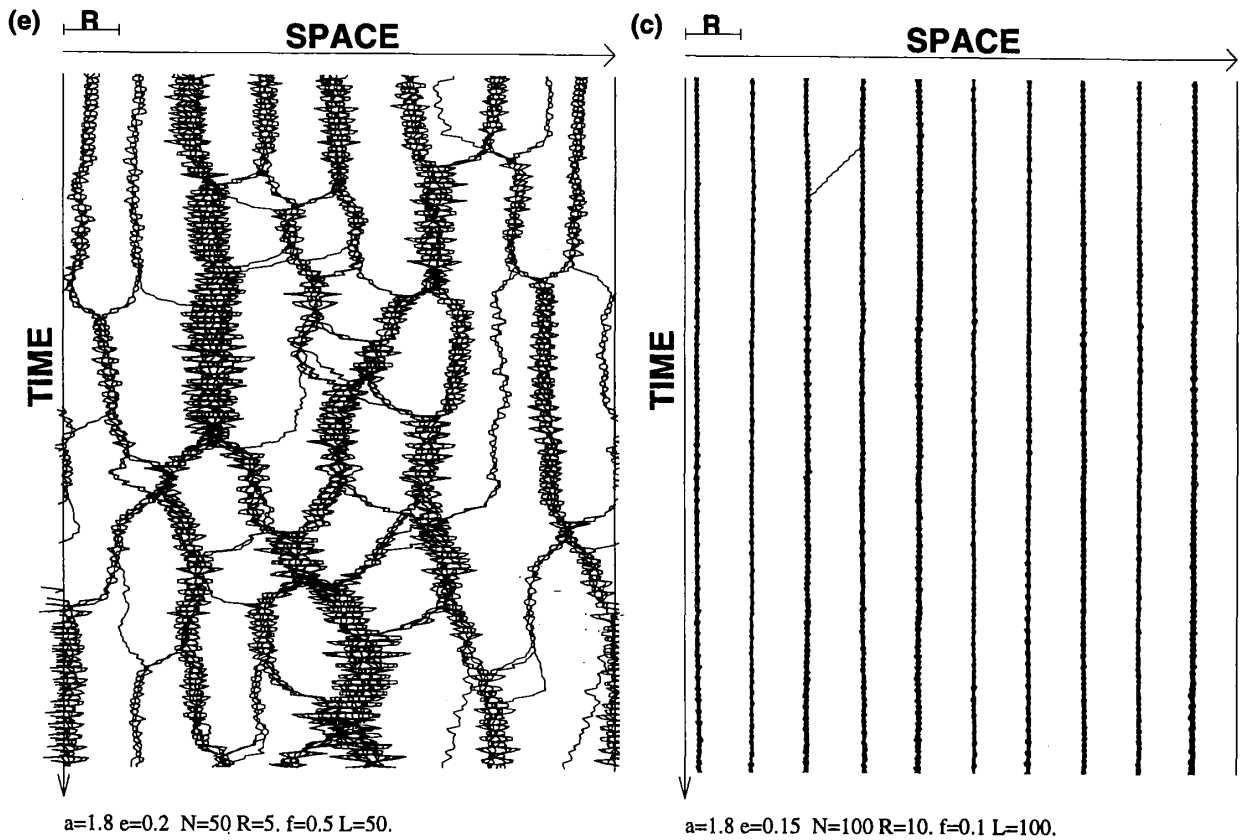 (e)
R
SPACE
TIME
a=1.8 e=0.2 N=50 R=5. f=0.5 L=50.
(c)
R
SPACE
TIME
a=1.8 e=0.15 N=100 R=10. f=0.1 L=100.